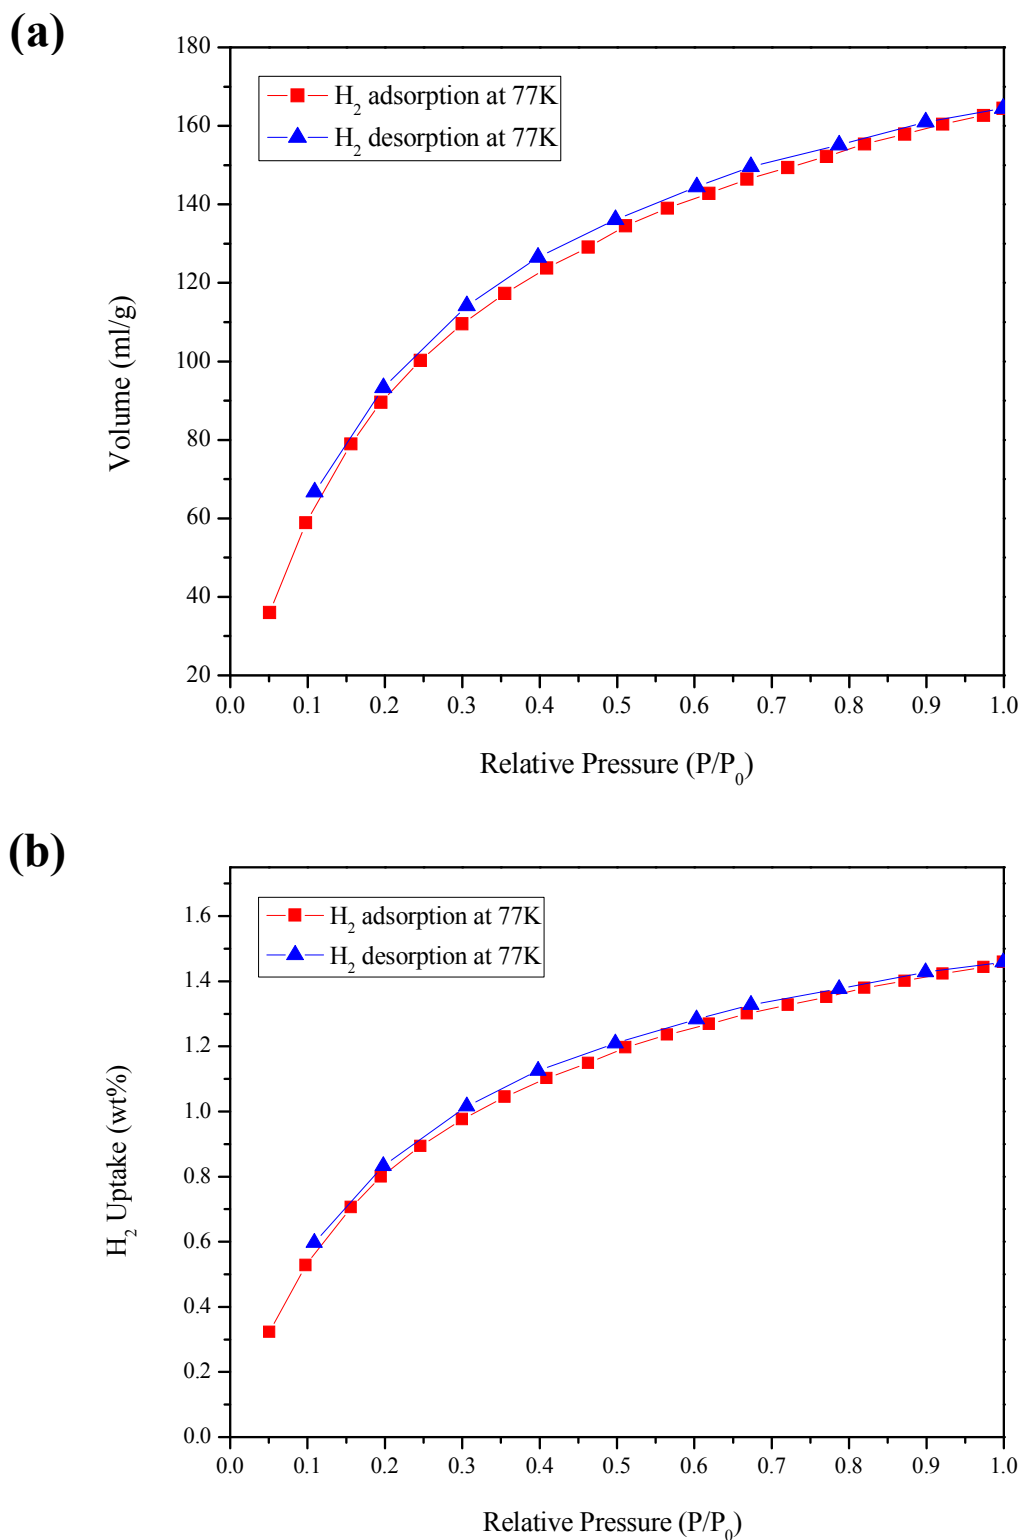 (a)
180
160
140
120
100
80
60
40
20
Volume (ml/g)
H₂ adsorption at 77K
H₂ desorption at 77K
0.0 0.1 0.2 0.3 0.4 0.5 0.6 0.7 0.8 0.9 1.0
Relative Pressure (P/P₀)
(b)
1.6
1.4
1.2
1.0
0.8
0.6
0.4
0.2
0.0
H₂ Uptake (wt%)
H₂ adsorption at 77K
H₂ desorption at 77K
0.0 0.1 0.2 0.3 0.4 0.5 0.6 0.7 0.8 0.9 1.0
Relative Pressure (P/P₀)